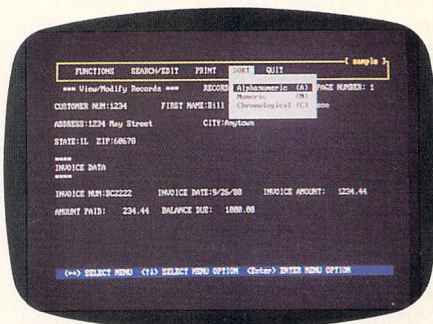 { sample }
FUNCTIONS SEARCH/EDIT PRINT SORT QUIT
=== View/Modify Records === RECORD Alphanumeric (A) PAGE NUMBER: 1
Numeric (N)
CUSTOMER NUM:1234 FIRST NAME:Bill Chronological (C)
ADDRESS:1234 May Street CITY:Anytown
STATE:IL ZIP:60670
====
INVOICE DATA
====
INVOICE NUM:BC2222 INVOICE DATE:9/26/88 INVOICE AMOUNT: 1234.44
AMOUNT PAID: 234.44 BALANCE DUE: 1000.00
SELECT MENU SELECT MENU OPTION <Enter> ENTER MENU OPTION